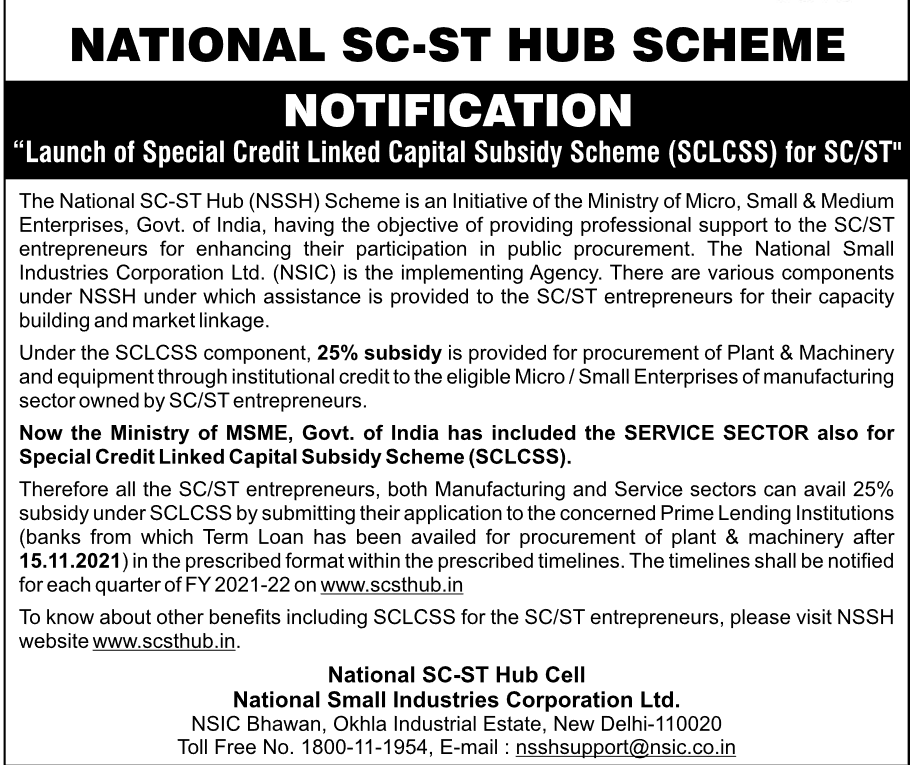 NATIONAL SC-ST HUB SCHEME
NOTIFICATION
“Launch of Special Credit Linked Capital Subsidy Scheme (SCLCSS) for SC/ST"
The National SC-ST Hub (NSSH) Scheme is an Initiative of the Ministry of Micro, Small & Medium
Enterprises, Govt. of India, having the objective of providing professional support to the SC/ST
entrepreneurs for enhancing their participation in public procurement. The National Small
Industries Corporation Ltd. (NSIC) is the implementing Agency. There are various components
under NSSH under which assistance is provided to the SC/ST entrepreneurs for their capacity
building and market linkage.
Under the SCLCSS component, 25% subsidy is provided for procurement of Plant & Machinery
and equipment through institutional credit to the eligible Micro / Small Enterprises of manufacturing
sector owned by SC/ST entrepreneurs.
Now the Ministry of MSME, Govt. of India has included the SERVICE SECTOR also for
Special Credit Linked Capital Subsidy Scheme (SCLCSS).
Therefore all the SC/ST entrepreneurs, both Manufacturing and Service sectors can avail 25%
subsidy under SCLCSS by submitting their application to the concerned Prime Lending Institutions
(banks from which Term Loan has been availed for procurement of plant & machinery after
15.11.2021) in the prescribed format within the prescribed timelines. The timelines shall be notified
for each quarter of FY 2021-22 on www.scsthub.in
To know about other benefits including SCLCSS for the SC/ST entrepreneurs, please visit NSSH
website www.scsthub.in.
National SC-ST Hub Cell
National Small Industries Corporation Ltd.
NSIC Bhawan, Okhla Industrial Estate, New Delhi-110020
Toll Free No. 1800-11-1954, E-mail : nsshsupport@nsic.co.in